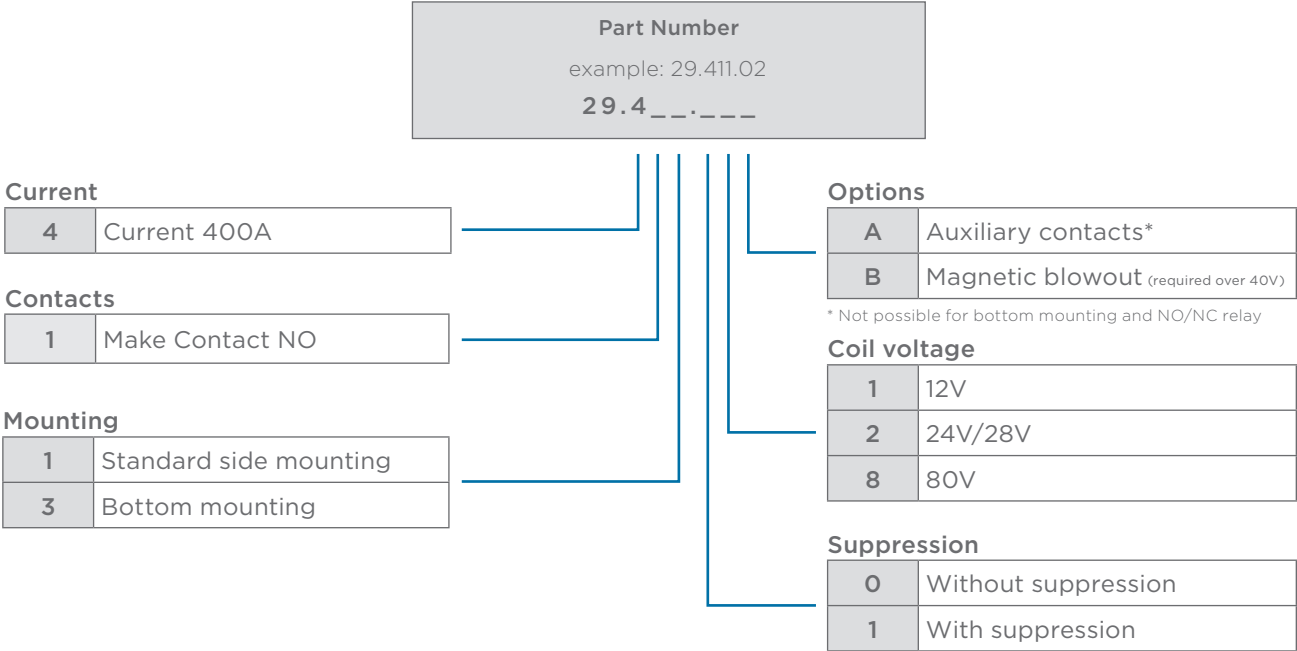 Part Number
example: 29.411.02
29.4__.___
Current
4 Current 400A
Contacts
1 Make Contact NO
Mounting
1 Standard side mounting
3 Bottom mounting
Options
A Auxiliary contacts*
B Magnetic blowout (required over 40V)
* Not possible for bottom mounting and NO/NC relay
Coil voltage
1 12V
2 24V/28V
8 80V
Suppression
0 Without suppression
1 With suppression